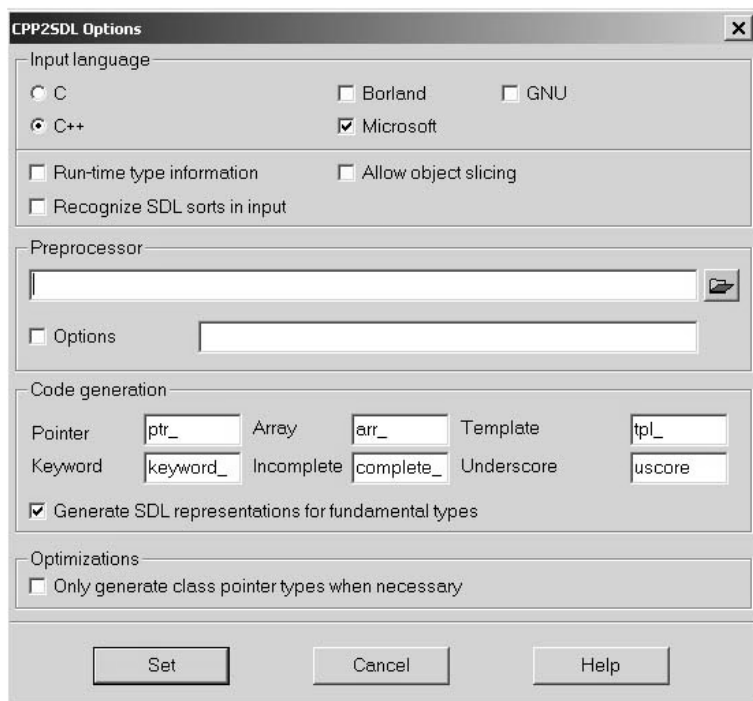 CPP2SDL Options
Input language
C
Borland
GNU
C++
Microsoft
Run-time type information
Allow object slicing
Recognize SDL sorts in input
Preprocessor
Options
Code generation
Pointer ptr_ Array arr_ Template tpl_
Keyword keyword_ Incomplete complete_ Underscore uscore
Generate SDL representations for fundamental types
Optimizations
Only generate class pointer types when necessary
Set
Cancel
Help